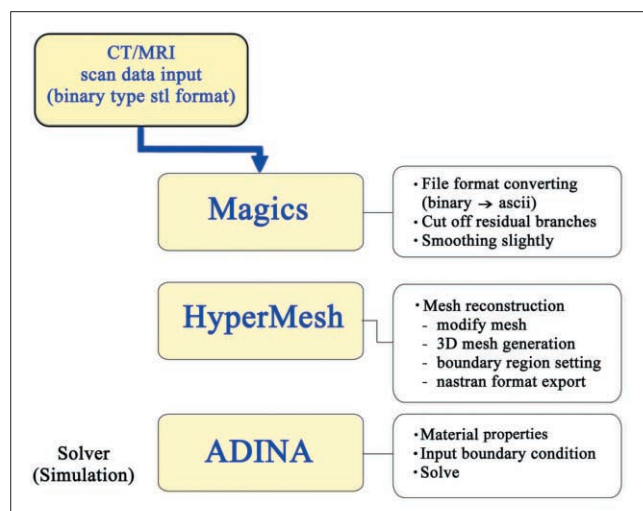 CT/MRI
scan data input
(binary type stl format)
Magics
• File format converting
(binary → ascii)
• Cut off residual branches
• Smoothing slightly
HyperMesh
• Mesh reconstruction
- modify mesh
- 3D mesh generation
- boundary region setting
- nastran format export
Solver
(Simulation)
ADINA
• Material properties
• Input boundary condition
• Solve